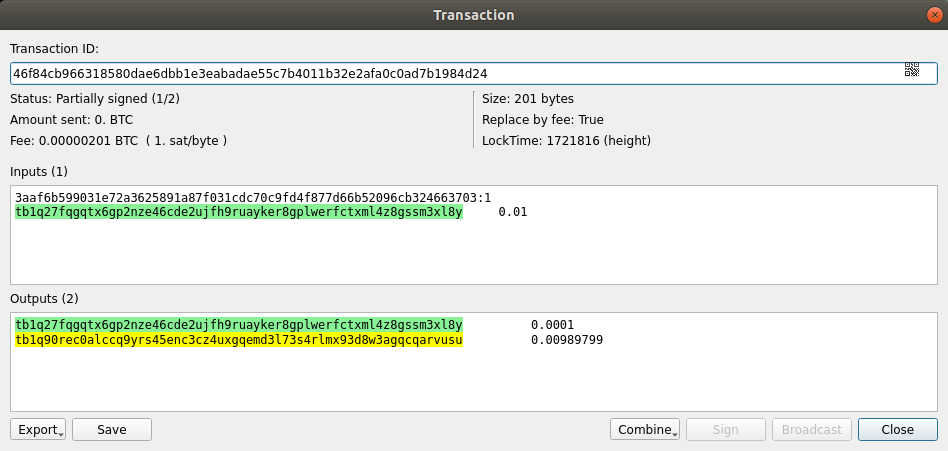 Transaction
Transaction ID:
46f84cb966318580dae6dbb1e3eabadae55c7b4011b32e2afa0c0ad7b1984d24
Status: Partially signed (1/2)
Size: 201 bytes
Amount sent: 0. BTC
Replace by fee: True
Fee: 0.00000201 BTC ( 1. sat/byte )
LockTime: 1721816 (height)
Inputs (1)
3aaf6b599031e72a3625891a87f031cdc70c9fd4f877d66b52096cb324663703:1
tb1q27fqgqtx6gp2nze46cde2ujfh9ruayker8gplwerfctxml4z8gssm3xl8y 0.01
Outputs (2)
tb1q27fqgqtx6gp2nze46cde2ujfh9ruayker8gplwerfctxml4z8gssm3xl8y 0.0001
tb1q90rec0alccq9yrs45enc3cz4uxgqemd3l73s4rlmx93d8w3agqcqarvusu 0.00989799
Export
Save
Combine
Sign
Broadcast
Close